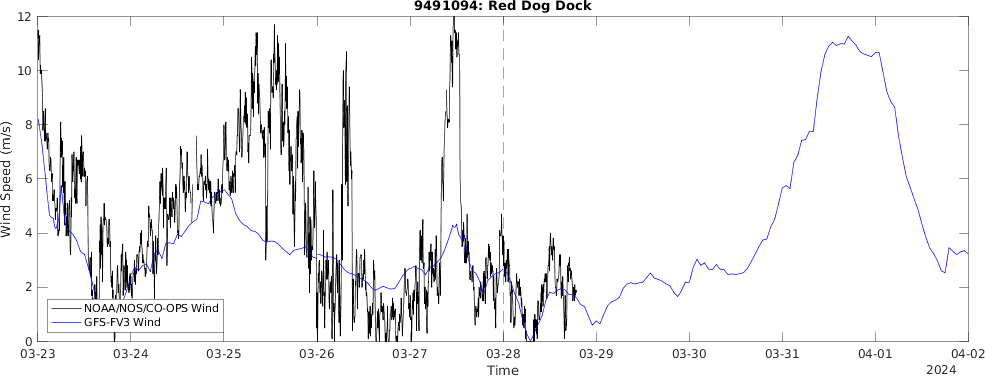 9491094: Red Dog Dock
12
10
8
6
4
2
0
Wind Speed (m/s)
NOAA/NOS/CO-OPS Wind
GFS-FV3 Wind
03-23 03-24 03-25 03-26 03-27 03-28 03-29 03-30 03-31 04-01 04-02
Time
2024